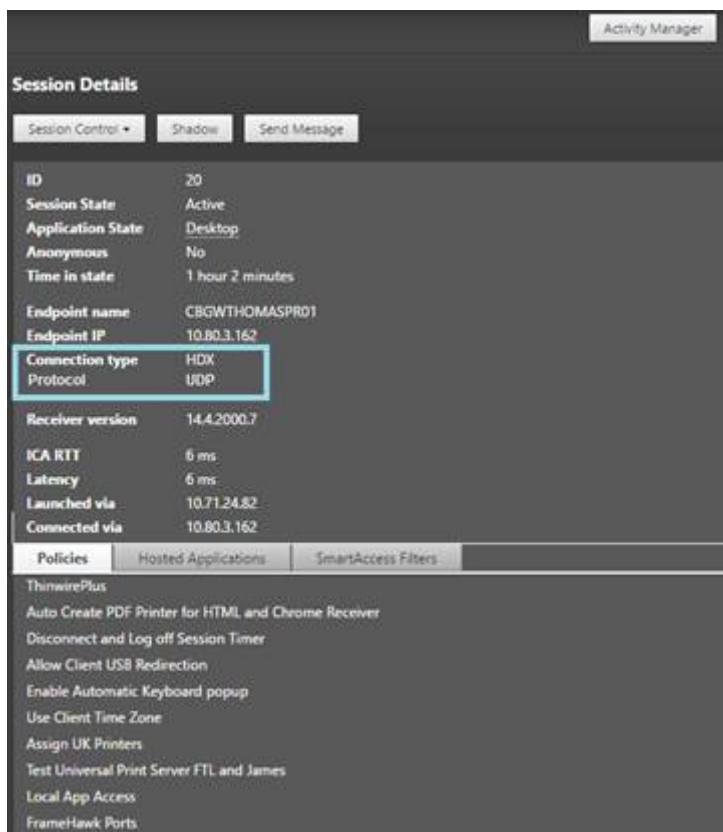 Activity Manager
Session Details
Session Control
Shadow
Send Message
ID 20
Session State Active
Application State Desktop
Anonymous No
Time in state 1 hour 2 minutes
Endpoint name CBGWTHOMASPR01
Endpoint IP 10.80.3.162
Connection type HDX
Protocol UDP
Receiver version 14.4.2000.7
ICA RTT 6 ms
Latency 6 ms
Launched via 10.71.24.82
Connected via 10.80.3.162
Policies Hosted Applications SmartAccess Filters
ThinwirePlus
Auto Create PDF Printer for HTML and Chrome Receiver
Disconnect and Log off Session Timer
Allow Client USB Redirection
Enable Automatic Keyboard popup
Use Client Time Zone
Assign UK Printers
Test Universal Print Server FTL and James
Local App Access
FrameHawk Ports